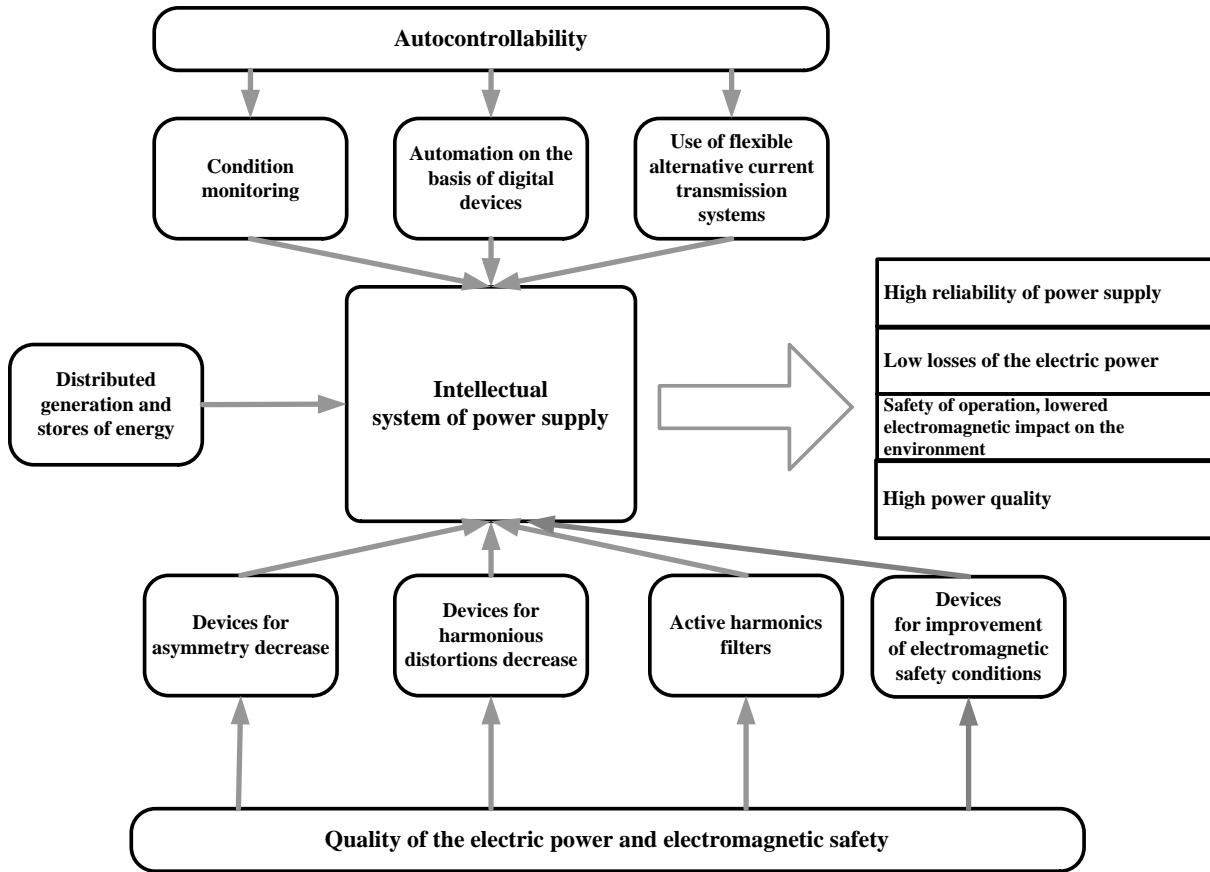 Autocontrollability
Condition
monitoring
Automation on the
basis of digital
devices
Use of flexible
alternative current
transmission
systems
High reliability of power supply
Low losses of the electric power
Safety of operation, lowered
electromagnetic impact on the
environment
High power quality
Distributed
generation and
stores of energy
Intellectual
system of power supply
Devices for
asymmetry decrease
Devices for
harmonious
distortions decrease
Active harmonics
filters
Devices
for improvement
of electromagnetic
safety conditions
Quality of the electric power and electromagnetic safety